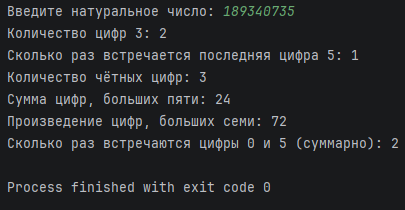 Введите натуральное число: 189340735
Количество цифр 3: 2
Сколько раз встречается последняя цифра 5: 1
Количество чётных цифр: 3
Сумма цифр, больших пяти: 24
Произведение цифр, больших семи: 72
Сколько раз встречаются цифры 0 и 5 (суммарно): 2
Process finished with exit code 0